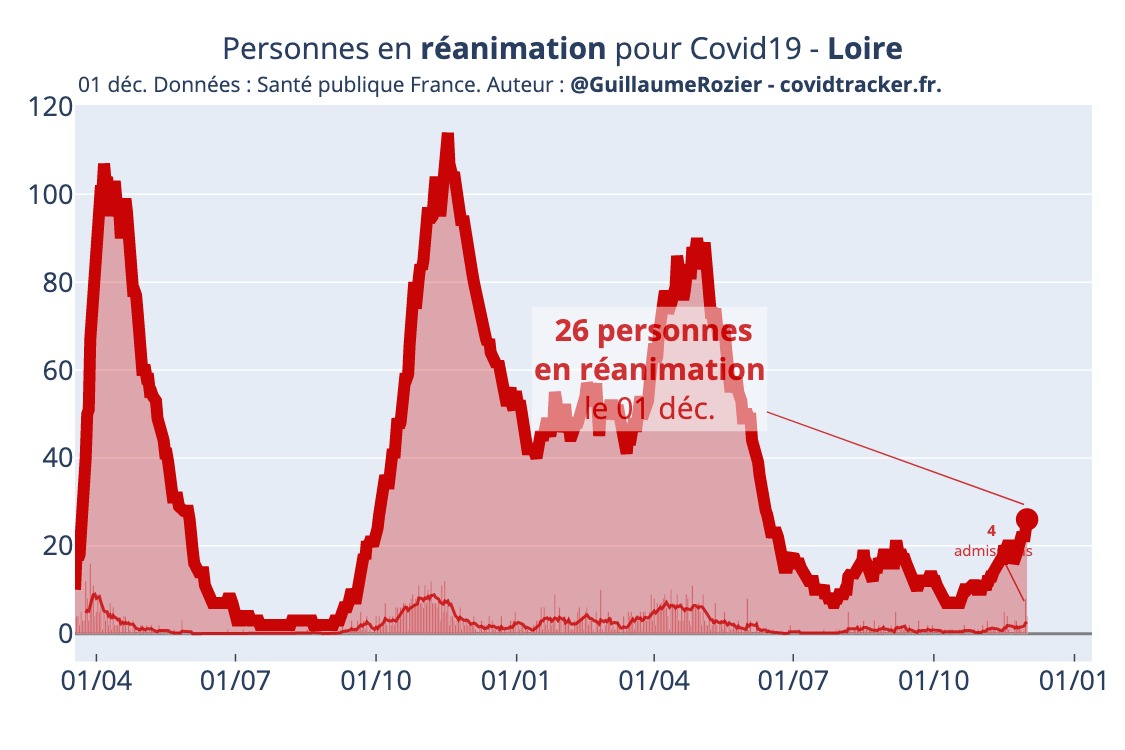 Personnes en réanimation pour Covid19 - Loire
01 déc. Données : Santé publique France. Auteur : @GuillaumeRozier - covidtracker.fr.
120
100
80
60
40
20
0
26 personnes
en réanimation
le 01 déc.
4
admissions
01/04
01/07
01/10
01/01
01/04
01/07
01/10
01/01